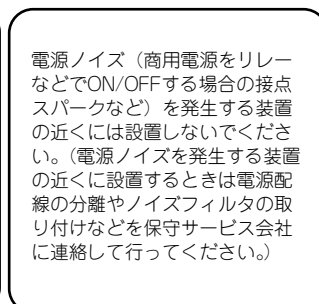 電源ノイズ（商用電源をリレー
などでON/OFFする場合の接点
スパークなど）を発生する装置
の近くには設置しないでくださ
い。（電源ノイズを発生する装置
の近くに設置するときは電源配
線の分離やノイズフィルタの取
り付けなどを保守サービス会社
に連絡して行ってください。）